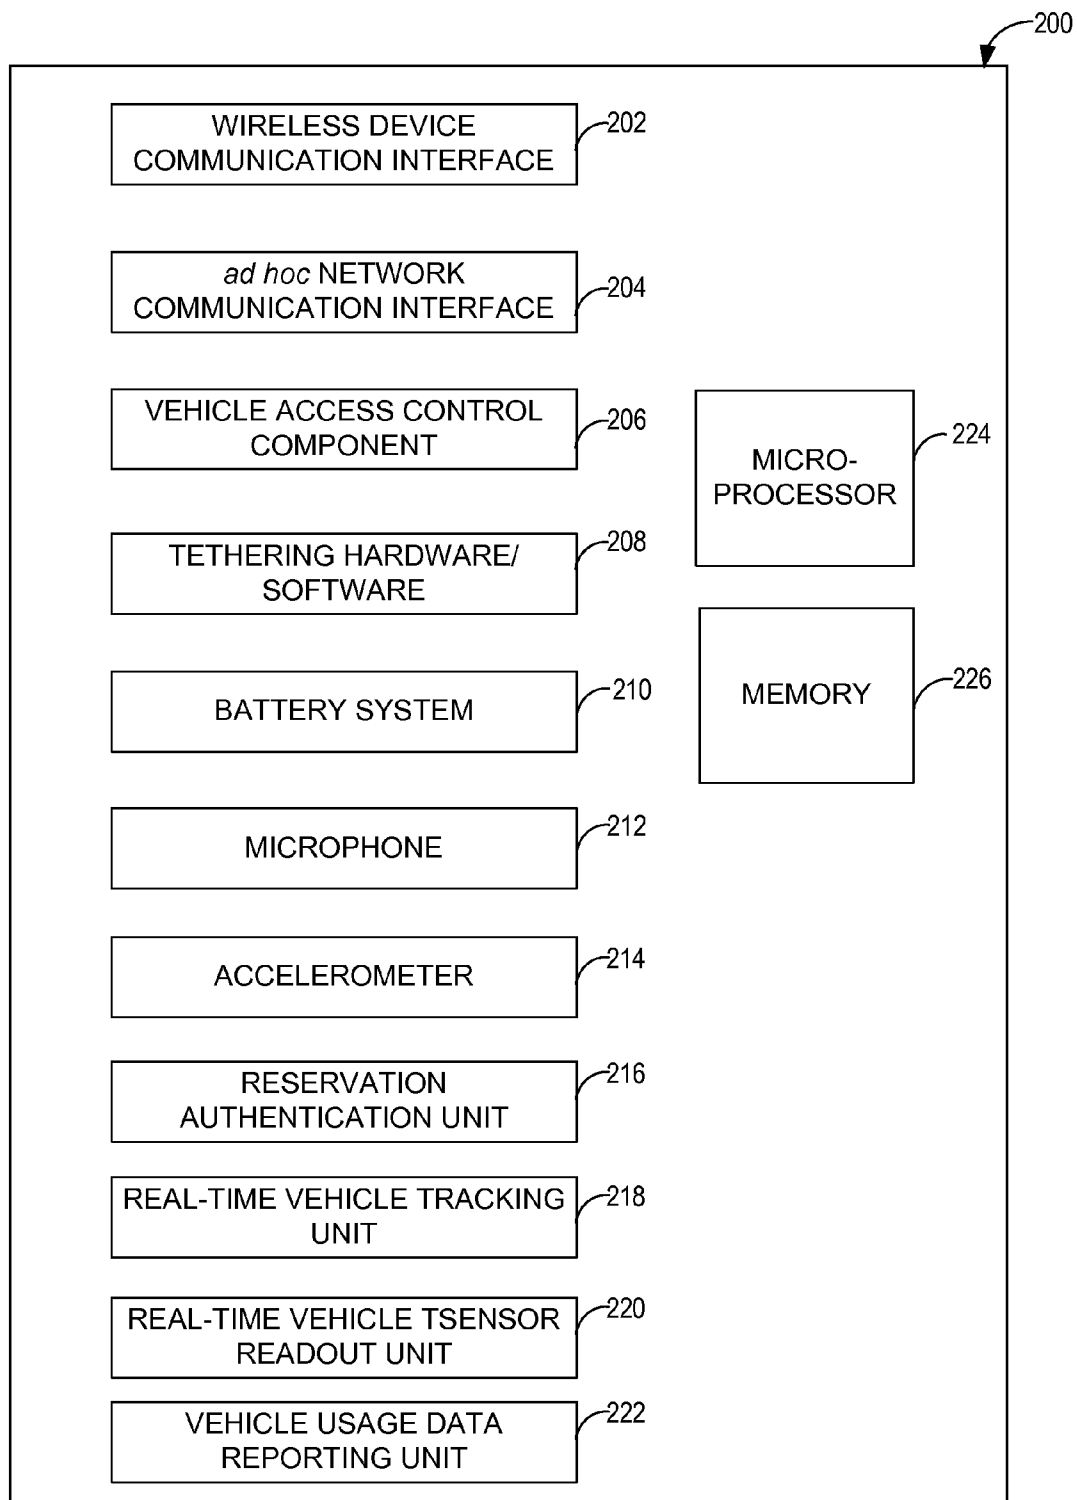 200
WIRELESS DEVICE
COMMUNICATION INTERFACE
202
ad hoc NETWORK
COMMUNICATION INTERFACE
204
VEHICLE ACCESS CONTROL
COMPONENT
206
TETHERING HARDWARE/
SOFTWARE
208
BATTERY SYSTEM
210
MICROPHONE
212
ACCELEROMETER
214
RESERVATION
AUTHENTICATION UNIT
216
REAL-TIME VEHICLE TRACKING
UNIT
218
REAL-TIME VEHICLE TSENSOR
READOUT UNIT
220
VEHICLE USAGE DATA
REPORTING UNIT
222
MICRO-
PROCESSOR
224
MEMORY
226